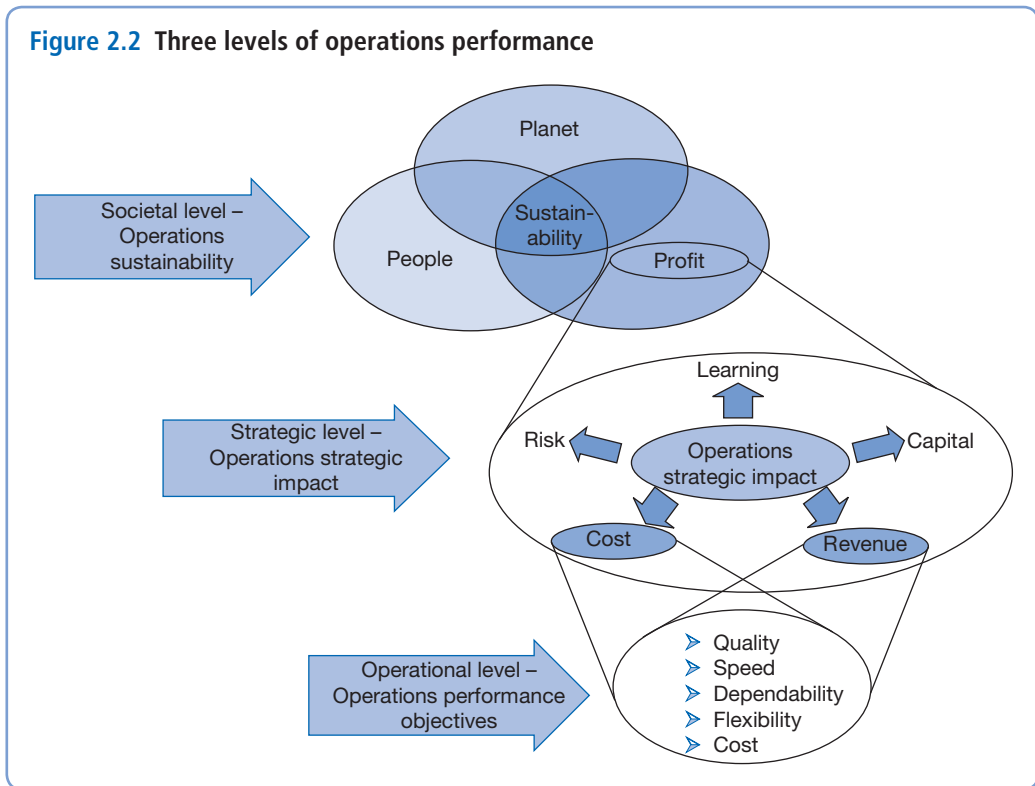 Figure 2.2 Three levels of operations performance
Planet
Societal level –
Operations
sustainability
Sustain-
ability
People
Profit
Learning
Strategic level –
Operations strategic
impact
Risk
Operations
strategic impact
Capital
Cost
Revenue
Operational level –
Operations performance
objectives
➢ Quality
➢ Speed
➢ Dependability
➢ Flexibility
➢ Cost